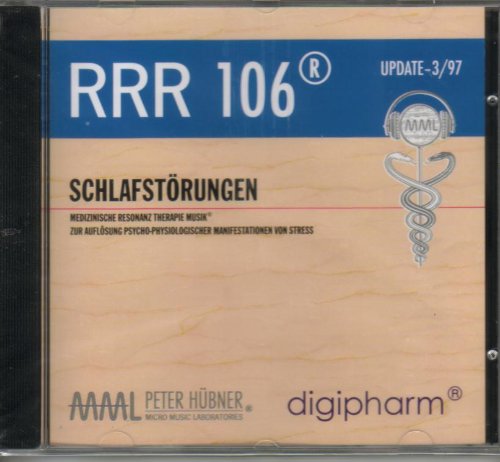 RRR 106®
UPDATE-3/97
MML
SCHLAFSTÖRUNGEN
MEDIZINISCHE RESONANZ THERAPIE MUSIK®
ZUR AUFLÖSUNG PSYCHO-PHYSIOLOGISCHER MANIFESTATIONEN VON STRESS
MML PETER HÜBNER
MICRO MUSIC LABORATORIES®
digipharm®